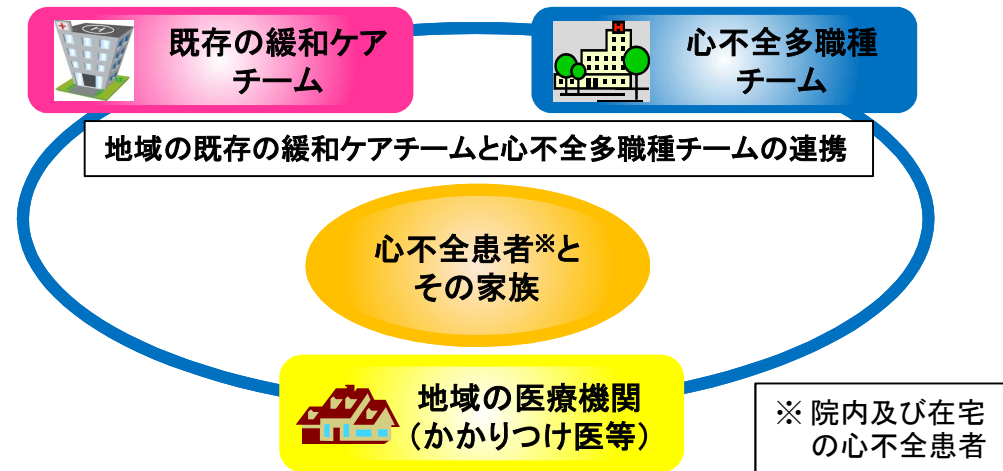 既存の緩和ケア
チーム
心不全多職種
チーム
地域の既存の緩和ケアチームと心不全多職種チームの連携
心不全患者※と
その家族
地域の医療機関
（かかりつけ医等）
※ 院内及び在宅
の心不全患者